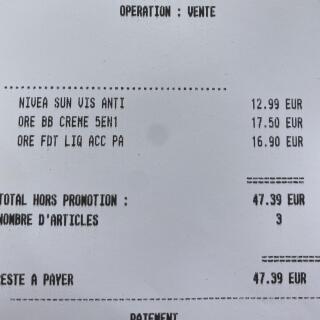 OPERATION : VENTE
NIVEA SUN VIS ANTI 12.99 EUR
ORE BB CREME 5EN1 17.50 EUR
ORE FDT LIQ ACC PA 16.90 EUR
TOTAL HORS PROMOTION : 47.39 EUR
NOMBRE D'ARTICLES 3
RESTE A PAYER 47.39 EUR
PAIEMENT